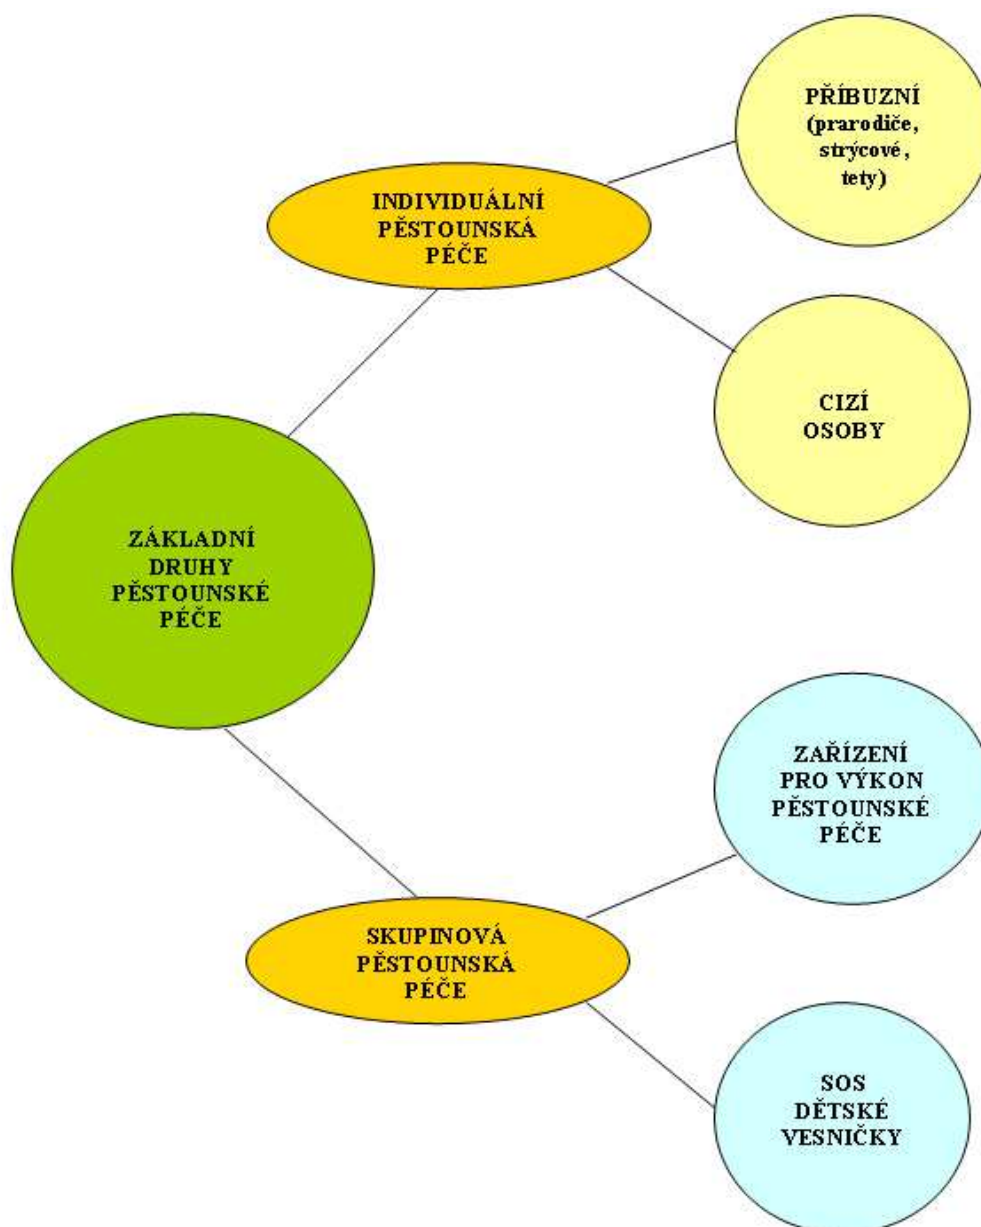 PŘÍBUZNÍ
(prarodiče,
strýcové,
tety)
INDIVIDUÁLNÍ
PĚSTOUNSKÁ
PÉČE
CIZÍ
OSOBY
ZÁKLADNÍ
DRUHY
PĚSTOUNSKÉ
PÉČE
ZAŘÍZENÍ
PRO VÝKON
PĚSTOUNSKÉ
PÉČE
SKUPINOVÁ
PĚSTOUNSKÁ
PÉČE
SOS
DĚTSKÉ
VESNIČKY